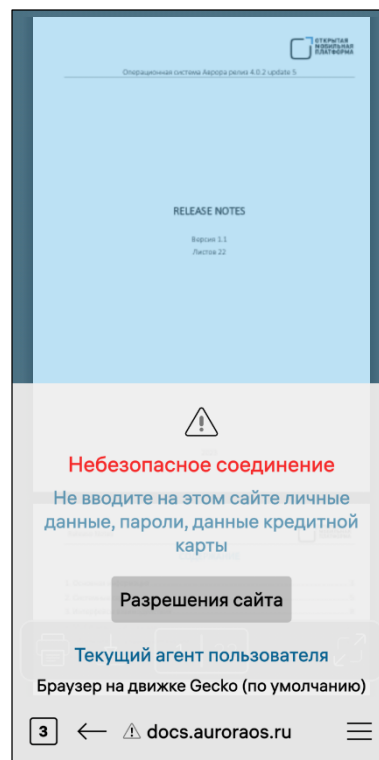 ОТКРЫТАЯ
МОБИЛЬНАЯ
ПЛАТФОРМА
Операционная система Аврора релиз 4.0.2 update 5
RELEASE NOTES
Версия 1.1
Листов 22
Небезопасное соединение
Не вводите на этом сайте личные
данные, пароли, данные кредитной
карты
Разрешения сайта
Текущий агент пользователя
Браузер на движке Gecko (по умолчанию)
3
docs.auroraos.ru